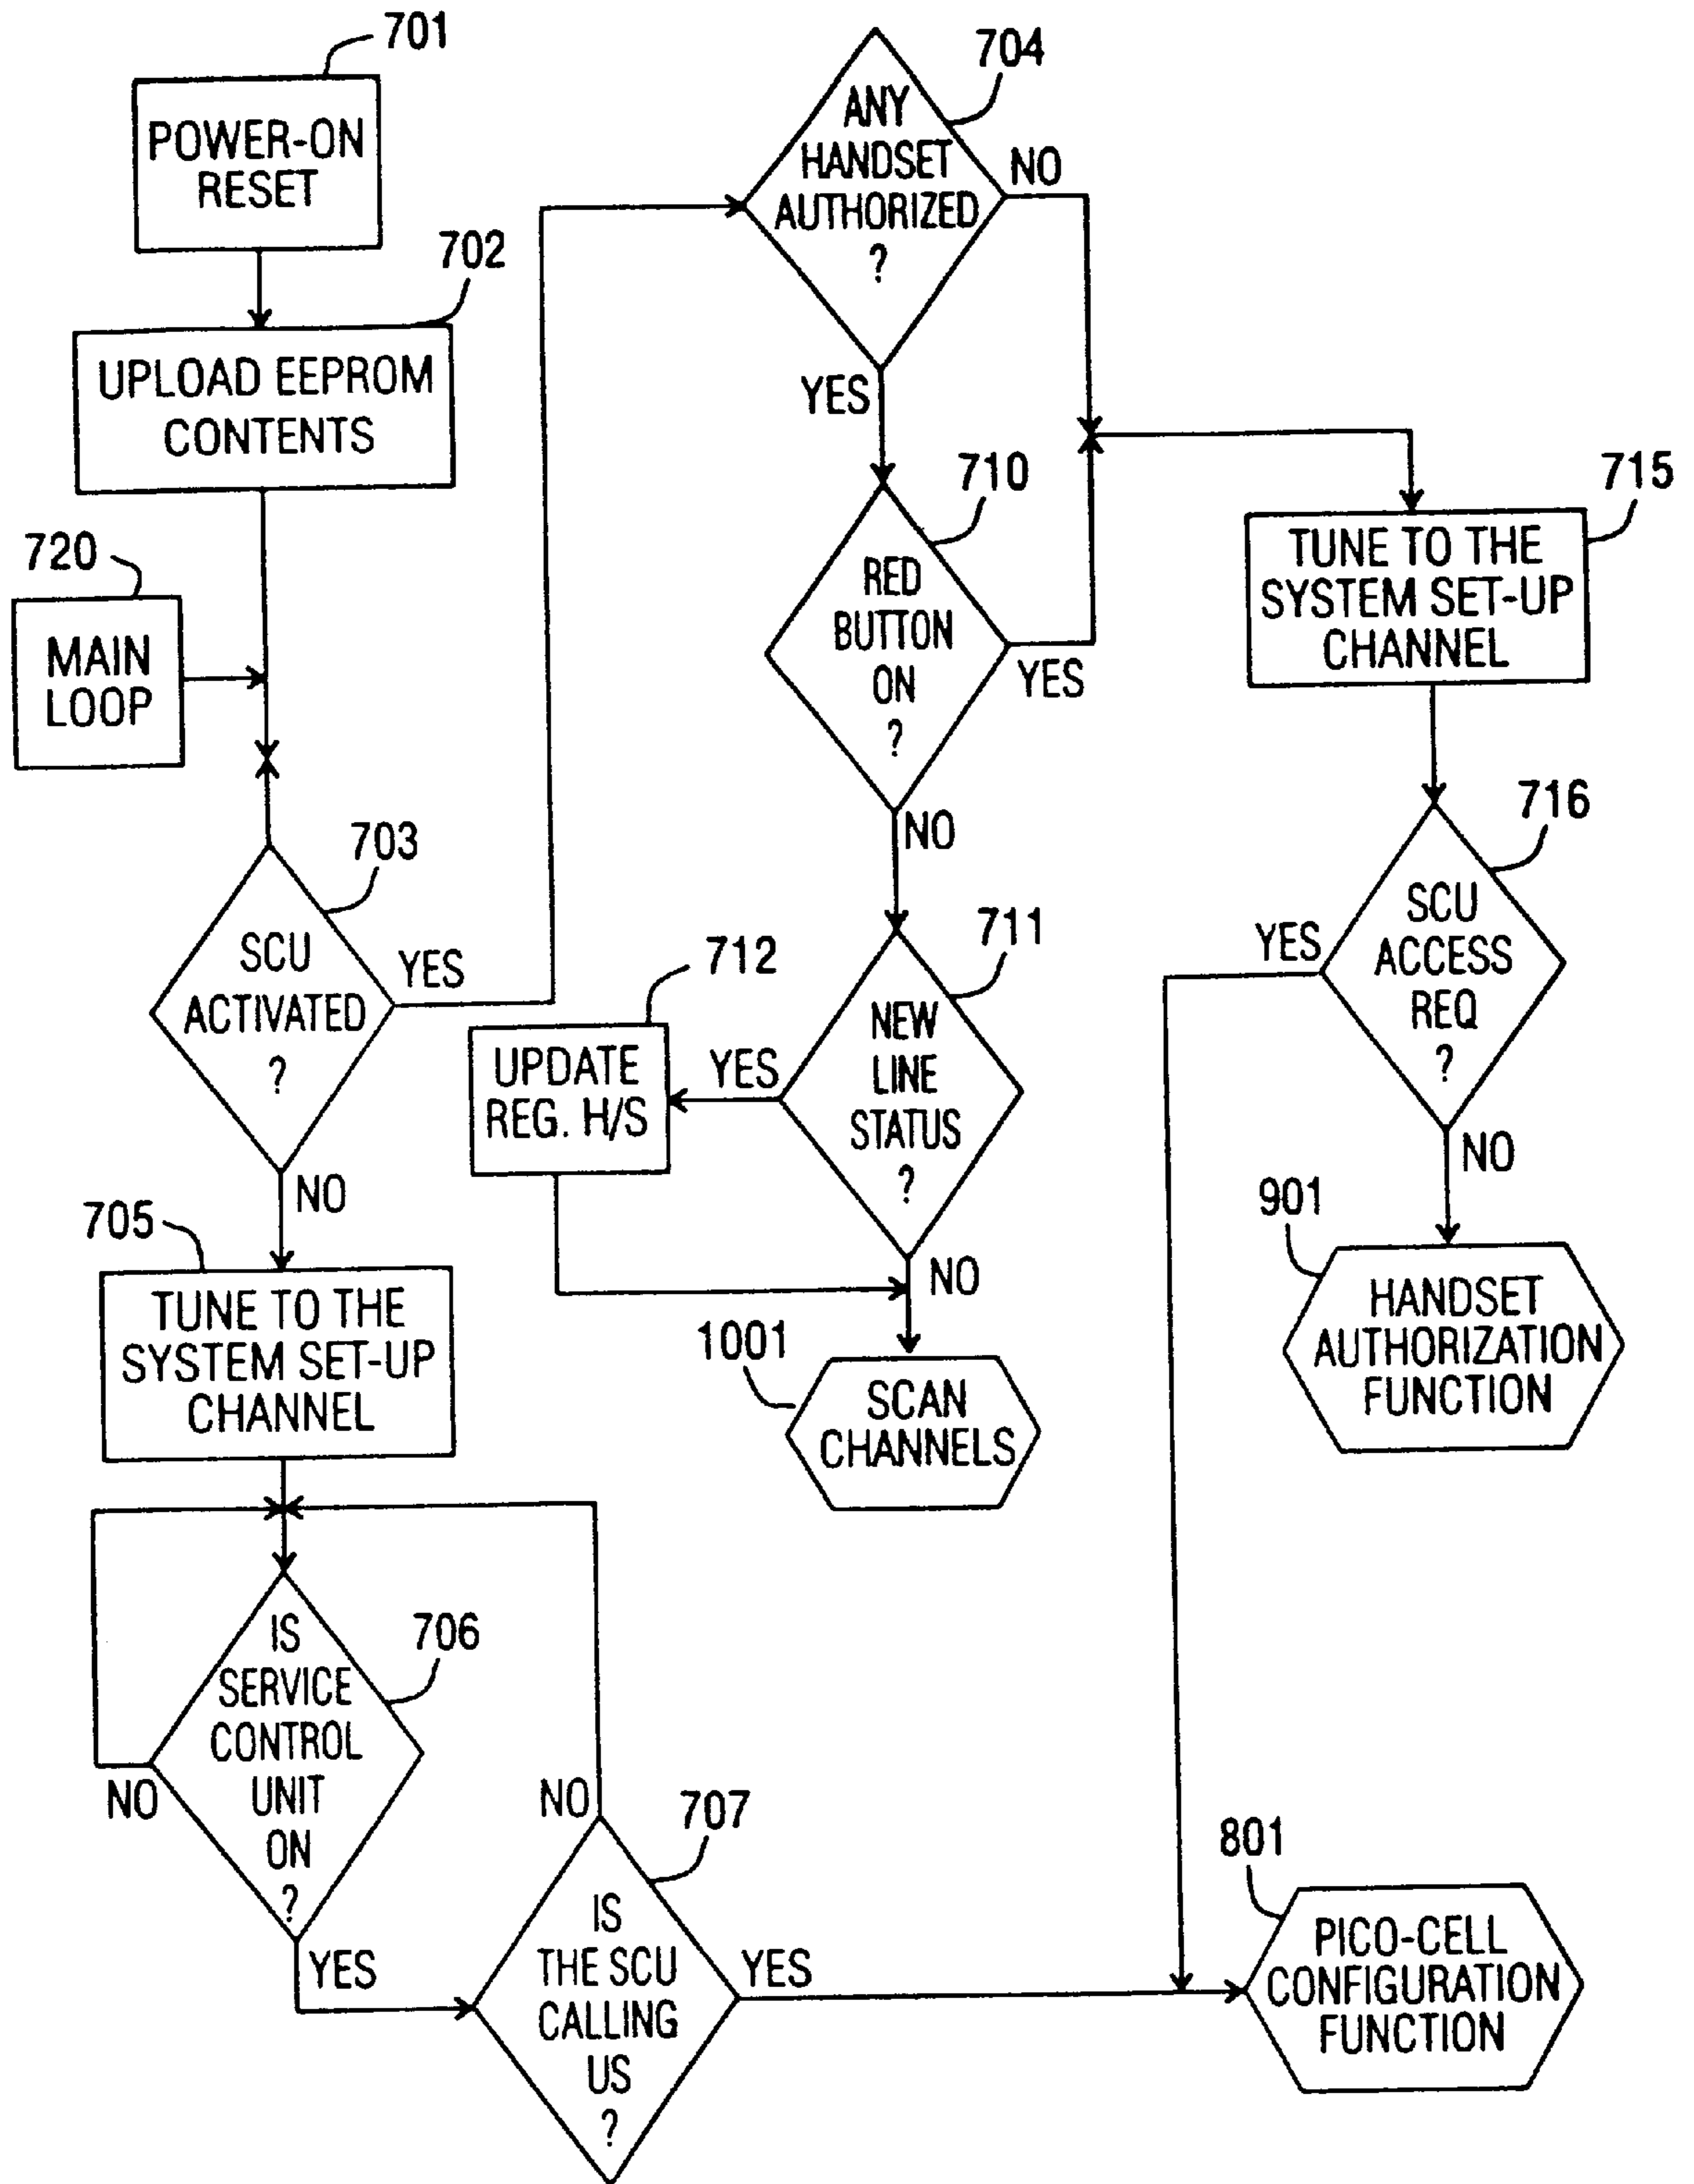 701
POWER-ON
RESET
702
UPLOAD EEPROM
CONTENTS
720
MAIN
LOOP
703
SCU
ACTIVATED
?
YES
NO
705
TUNE TO THE
SYSTEM SET-UP
CHANNEL
IS
SERVICE
CONTROL
UNIT
ON
?
706
NO
YES
707
IS
THE SCU
CALLING
US
?
NO
YES
704
ANY
HANDSET
AUTHORIZED
?
NO
YES
710
RED
BUTTON
ON
?
YES
NO
711
NEW
LINE
STATUS
?
YES
NO
712
UPDATE
REG. H/S
1001
SCAN
CHANNELS
715
TUNE TO THE
SYSTEM SET-UP
CHANNEL
716
SCU
ACCESS
REQ
?
YES
NO
901
HANDSET
AUTHORIZATION
FUNCTION
801
PICO-CELL
CONFIGURATION
FUNCTION